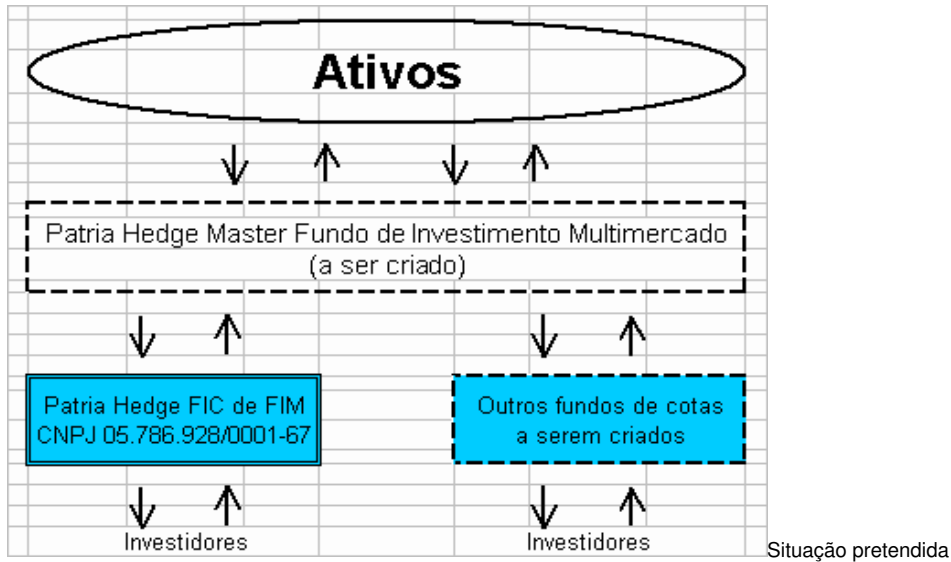 Ativos
Patria Hedge Master Fundo de Investimento Multimercado
(a ser criado)
Patria Hedge FIC de FIM
CNPJ 05.786.928/0001-67
Outros fundos de cotas
a serem criados
Investidores
Investidores
Situação pretendida